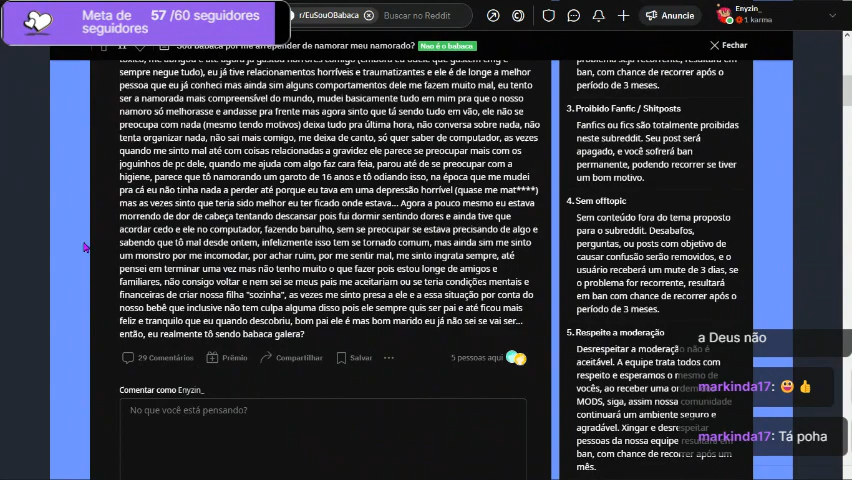 Meta de seguidores
57 /60 seguidores
r/EuSouOBabaca
Buscar no Reddit
Anuncie
Enyzin_
1 karma
Sou babaca por me arrepender de namorar meu namorado?
Não é o babaca
Fechar
sempre negue tudo), eu já tive relacionamentos horríveis e traumatizantes e ele é de longe a melhor
pessoa que eu já conheci mas ainda sim alguns comportamentos dele me fazem muito mal, eu tento
ser a namorada mais compreensível do mundo, mudei basicamente tudo em mim pra que o nosso
namoro só melhorasse e andasse pra frente mas agora sinto que tá sendo tudo em vão, ele não se
preocupa com nada (mesmo tendo motivos) deixa tudo pra última hora, não conversa sobre nada, não
tenta organizar nada, não sai mais comigo, me deixa de canto, só quer saber de computador, as vezes
quando me sinto mal até com coisas relacionadas a gravidez ele parece se preocupar mais com os
joguinhos de pc dele, quando me ajuda com algo faz cara feia, parou até de se preocupar com a
higiene, parece que tô namorando um garoto de 16 anos e tô odiando isso, na época que me mudei
pra cá eu não tinha nada a perder até porque eu tava em uma depressão horrível (quase me mat****)
mas as vezes sinto que teria sido melhor eu ter ficado onde estava... Agora a pouco mesmo eu estava
morrendo de dor de cabeça tentando descansar pois fui dormir sentindo dores e ainda tive que
acordar cedo e ele no computador, fazendo barulho, sem se preocupar se estava precisando de algo e
sabendo que tô mal desde ontem, infelizmente isso tem se tornado comum, mas ainda sim me sinto
um monstro por me incomodar, por achar ruim, por me sentir mal, me sinto ingrata sempre, até
pensei em terminar uma vez mas não tenho muito o que fazer pois estou longe de amigos e
familiares, não consigo voltar e nem sei se meus pais me aceitariam ou se teria condições mentais e
financeiras de criar nossa filha "sozinha", as vezes me sinto presa a ele e a essa situação por conta do
nosso bebê que inclusive não tem culpa alguma disso pois ele sempre quis ser pai e até ficou mais
feliz e tranquilo que eu quando descobriu, bom pai ele é mas bom marido eu já não sei se vai ser...
então, eu realmente tô sendo babaca galera?
29 Comentários
Prêmio
Compartilhar
Salvar
5 pessoas aqui
Comentar como Enyzin_
No que você está pensando?
ban, com chance de recorrer após o
período de 3 meses.
3. Proibido Fanfic / Shitposts
Fanfics ou fics são totalmente proibidas
neste subreddit. Seu post será
apagado, e você sofrerá ban
permanente, podendo recorrer se tiver
um bom motivo.
4. Sem offtopic
Sem conteúdo fora do tema proposto
para o subreddit. Desabafos,
perguntas, ou posts com objetivo de
causar confusão serão removidos, e o
usuário receberá um mute de 3 dias, se
o problema for recorrente, resultará
em ban, com chance de recorrer após o
período de 3 meses.
5. Respeite a moderação
Desrespeitar a moderação não é
aceitável. A equipe trata todos com
respeito e esperamos o mesmo de
vocês, ao receber uma ordem
MODS, siga, assim nossa comunidade
continuará um ambiente seguro e
agradável. Xingar e desrespeitar
pessoas da nossa equipe resultará em
ban, com chance de recorrer após um
mês.
a Deus não
markinda17: 😃 👍
markinda17: Tá poha